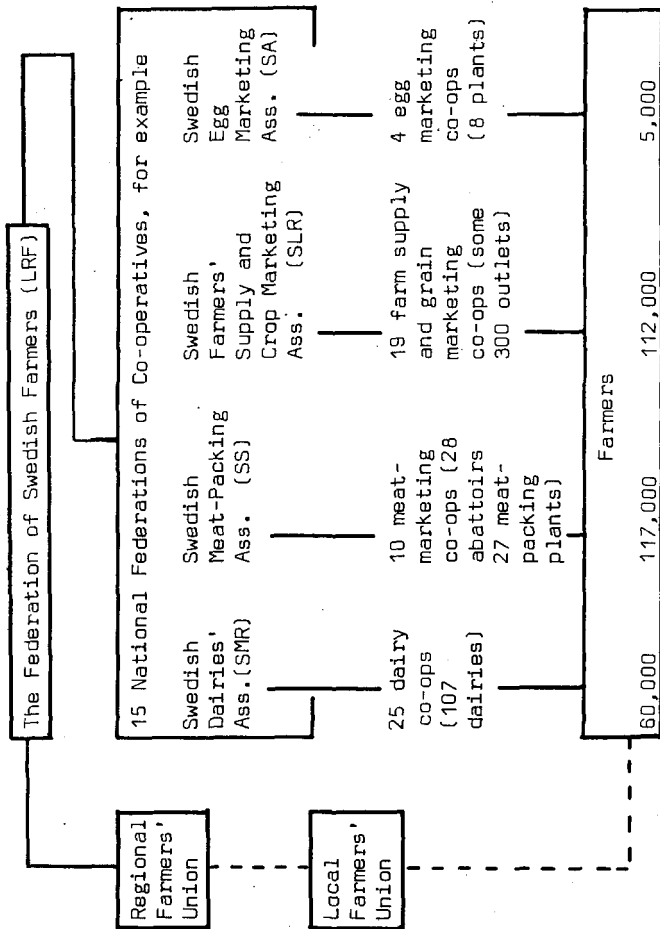 The Federation of Swedish Farmers (LRF)
Regional
Farmers'
Union
Local
Farmers'
Union
15 National Federations of Co-operatives, for example
Swedish
Dairies'
Ass.(SMR)
Swedish
Meat-Packing
Ass. (SS)
Swedish
Farmers'
Supply and
Crop Marketing
Ass. (SLR)
Swedish
Egg
Marketing
Ass. (SA)
25 dairy
co-ops
(107
dairies)
10 meat-
marketing
co-ops (28
abattoirs
27 meat-
packing
plants)
19 farm supply
and grain
marketing
co-ops (some
300 outlets)
4 egg
marketing
co-ops
(8 plants)
Farmers
60,000 117,000 112,000 5,000